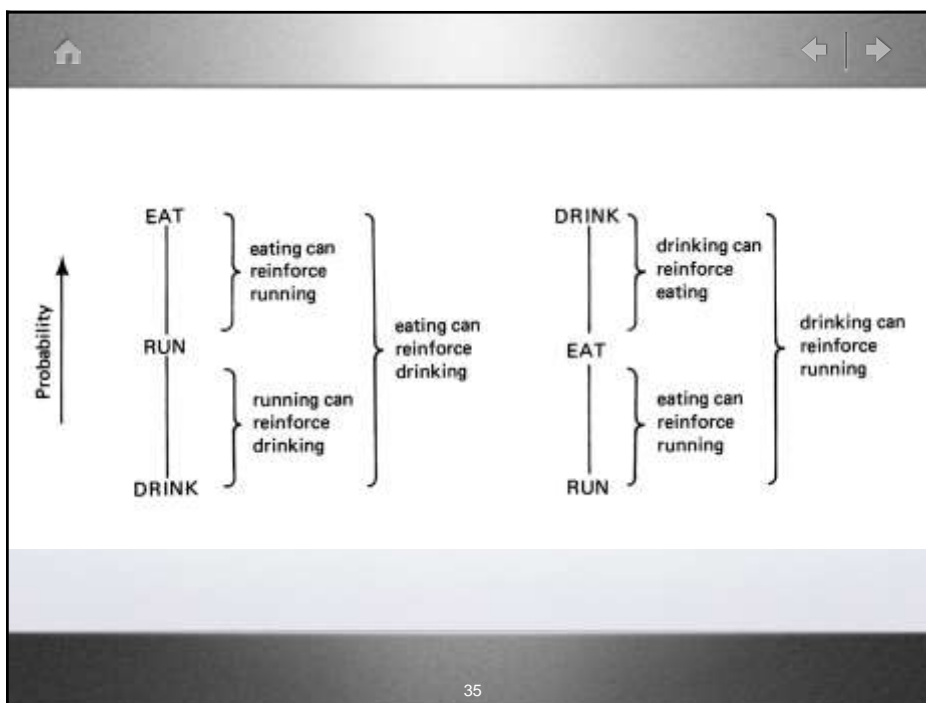 Probability
EAT
RUN
DRINK
eating can
reinforce
running
running can
reinforce
drinking
eating can
reinforce
drinking
DRINK
EAT
RUN
drinking can
reinforce
eating
eating can
reinforce
running
drinking can
reinforce
running
35